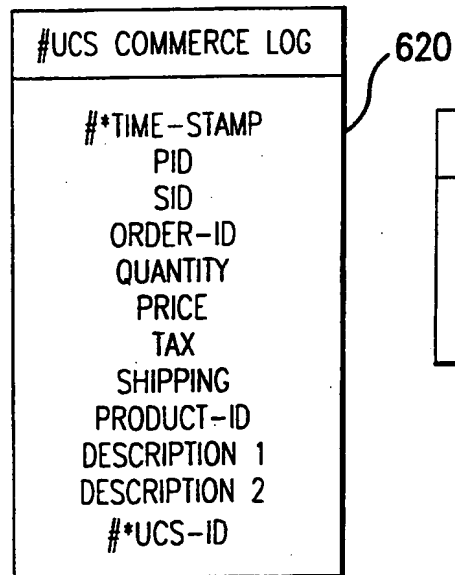 #UCS COMMERCE LOG
620
#*TIME-STAMP
PID
SID
ORDER-ID
QUANTITY
PRICE
TAX
SHIPPING
PRODUCT-ID
DESCRIPTION 1
DESCRIPTION 2
#*UCS-ID